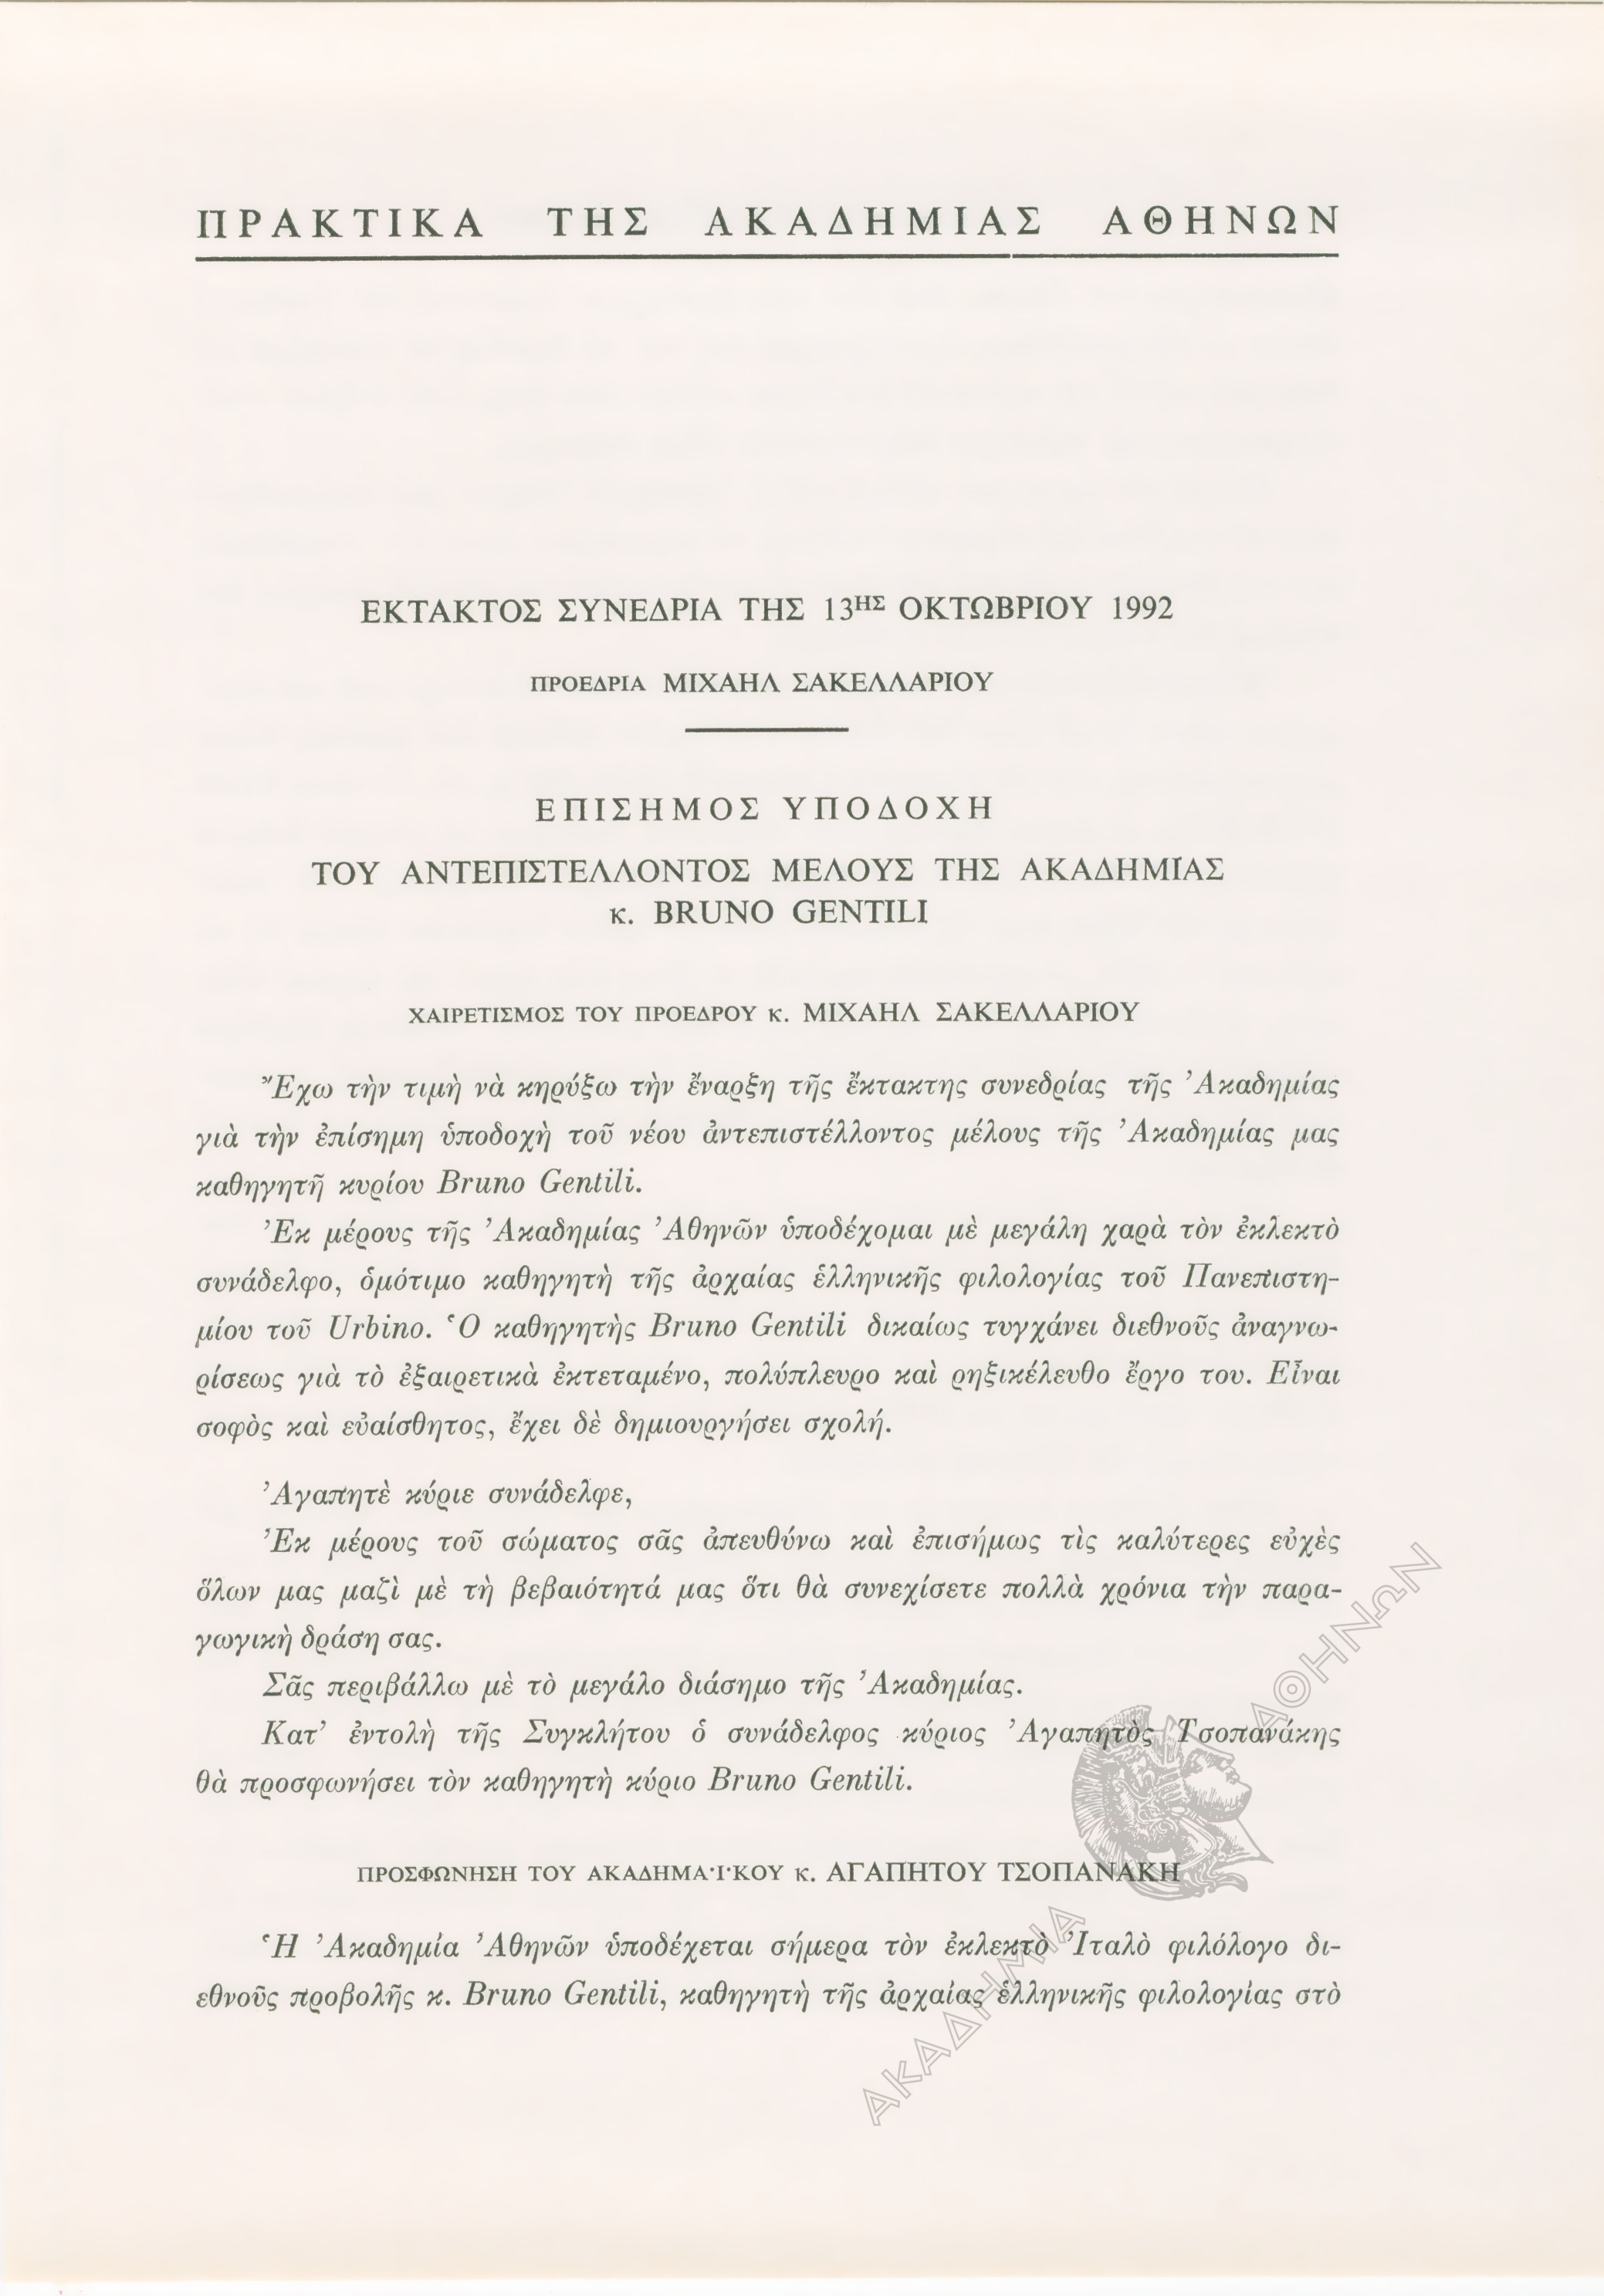 ΠΡΑΚΤΙΚΑ ΤΗΣ ΑΚΑΔΗΜΙΑΣ ΑΘΗΝΩΝ
ΕΚΤΑΚΤΟΣ ΣΥΝΕΔΡΙΑ ΤΗΣ 13ΗΣ ΟΚΤΩΒΡΙΟΥ 1992
ΠΡΟΕΔΡΙΑ ΜΙΧΑΗΛ ΣΑΚΕΛΛΑΡΙΟΥ
ΕΠΙΣΗΜΟΣ ΥΠΟΔΟΧΗ
ΤΟΥ ΑΝΤΕΠΙΣΤΕΛΛΟΝΤΟΣ ΜΕΛΟΥΣ ΤΗΣ ΑΚΑΔΗΜΙΑΣ
κ. BRUNO GENTILI
ΧΑΙΡΕΤΙΣΜΟΣ ΤΟΥ ΠΡΟΕΔΡΟΥ κ. ΜΙΧΑΗΛ ΣΑΚΕΛΛΑΡΙΟΥ
Ἔχω τὴν τιμὴ νὰ κηρύξω τὴν ἔναρξη τῆς ἔκτακτης συνεδρίας τῆς Ἀκαδημίας
γιὰ τὴν ἐπίσημη ὑποδοχὴ τοῦ νέου ἀντεπιστέλλοντος μέλους τῆς Ἀκαδημίας μας
καθηγητῆ κυρίου Bruno Gentili.
Ἐκ μέρους τῆς Ἀκαδημίας Ἀθηνῶν ὑποδέχομαι μὲ μεγάλη χαρὰ τὸν ἐκλεκτὸ
συνάδελφο, ὁμότιμο καθηγητὴ τῆς ἀρχαίας ἑλληνικῆς φιλολογίας τοῦ Πανεπιστη-
μίου τοῦ Urbino. Ὁ καθηγητὴς Bruno Gentili δικαίως τυγχάνει διεθνοῦς ἀναγνω-
ρίσεως γιὰ τὸ ἐξαιρετικὰ ἐκτεταμένο, πολύπλευρο καὶ ρηξικέλευθο ἔργο του. Εἶναι
σοφὸς καὶ εὐαίσθητος, ἔχει δὲ δημιουργήσει σχολή.
Ἀγαπητὲ κύριε συνάδελφε,
Ἐκ μέρους τοῦ σώματος σᾶς ἀπευθύνω καὶ ἐπισήμως τὶς καλύτερες εὐχὲς
ὅλων μας μαζὶ μὲ τὴ βεβαιότητά μας ὅτι θὰ συνεχίσετε πολλὰ χρόνια τὴν παρα-
γωγικὴ δράση σας.
Σᾶς περιβάλλω μὲ τὸ μεγάλο διάσημο τῆς Ἀκαδημίας.
Κατ' ἐντολὴ τῆς Συγκλήτου ὁ συνάδελφος κύριος Ἀγαπητὸς Τσοπανάκης
θὰ προσφωνήσει τὸν καθηγητὴ κύριο Bruno Gentili.
ΠΡΟΣΦΩΝΗΣΗ ΤΟΥ ΑΚΑΔΗΜΑ·Ι·ΚΟΥ κ. ΑΓΑΠΗΤΟΥ ΤΣΟΠΑΝΑΚΗ
Ἡ Ἀκαδημία Ἀθηνῶν ὑποδέχεται σήμερα τὸν ἐκλεκτὸ Ἰταλὸ φιλόλογο δι-
εθνοῦς προβολῆς κ. Bruno Gentili, καθηγητὴ τῆς ἀρχαίας ἑλληνικῆς φιλολογίας στὸ
ΑΚΑΔΗΜΙΑ ΑΘΗΝΩΝ